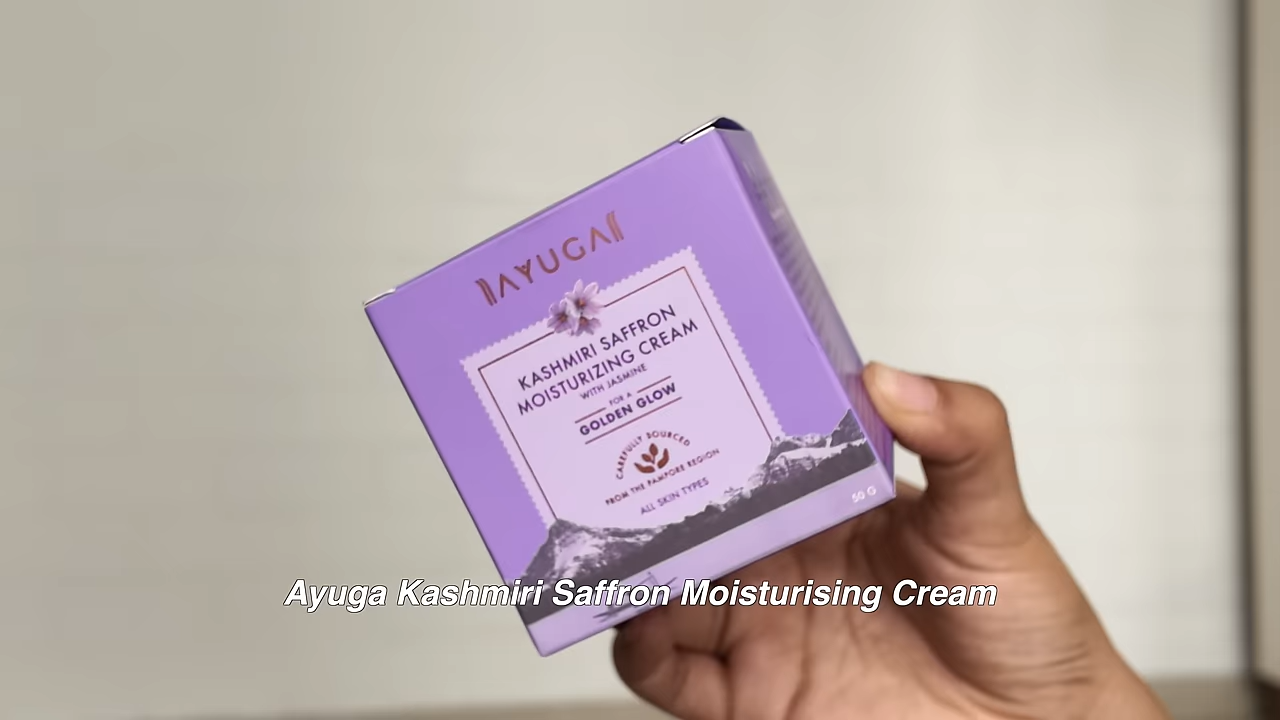 AYUGA
KASHMIRI SAFFRON
MOISTURIZING CREAM
WITH JASMINE
FOR A
GOLDEN GLOW
CAREFULLY SOURCED
FROM THE PAMPORE REGION
ALL SKIN TYPES
50 G
Ayuga Kashmiri Saffron Moisturising Cream